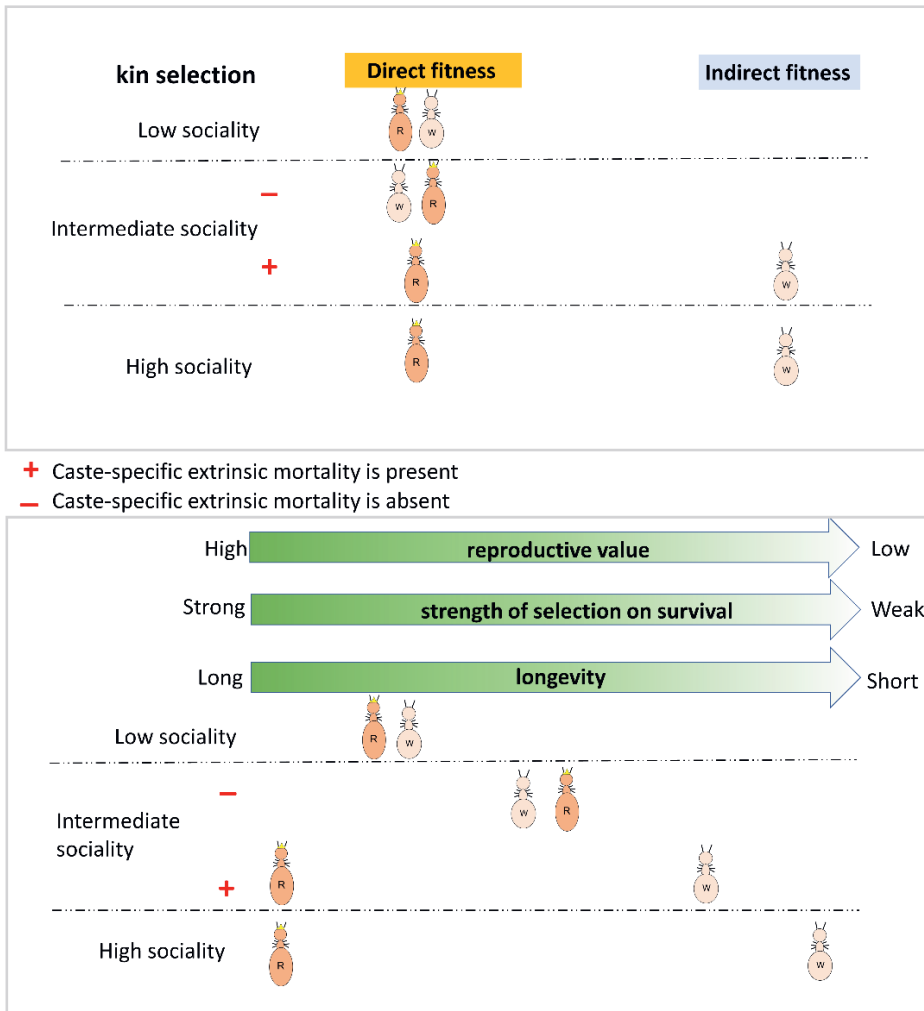 kin selection
Direct fitness
Indirect fitness
Low sociality
R W
−
W R
Intermediate sociality
+
R W
High sociality
R W
+ Caste-specific extrinsic mortality is present
− Caste-specific extrinsic mortality is absent
High reproductive value Low
Strong strength of selection on survival Weak
Long longevity Short
Low sociality
R W
−
W R
Intermediate
sociality
+
R W
High sociality
R W